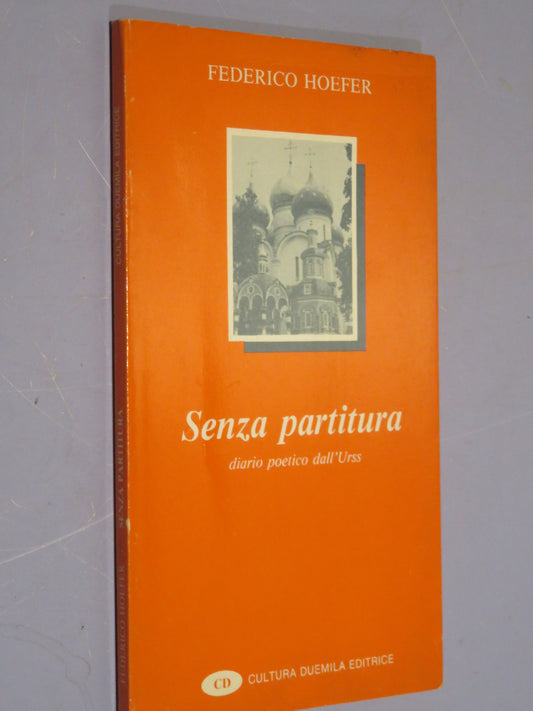 FEDERICO HOEFER
Senza partitura
diario poetico dall'Urss
CD CULTURA DUEMILA EDITRICE
FEDERICO HOEFER SENZA PARTITURA CULTURA DUEMILA EDITRICE